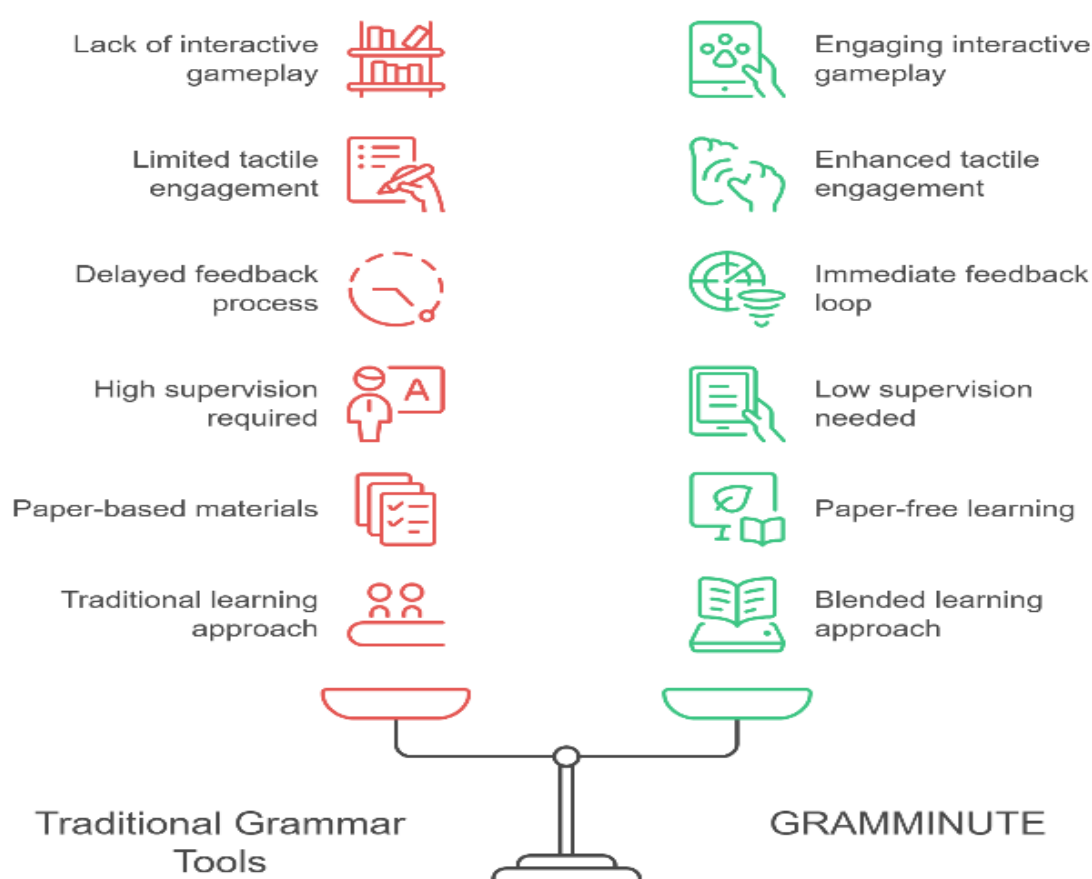 Lack of interactive
gameplay
Engaging interactive
gameplay
Limited tactile
engagement
Enhanced tactile
engagement
Delayed feedback
process
Immediate feedback
loop
High supervision
required
A
Low supervision
needed
Paper-based materials
Paper-free learning
Traditional learning
approach
Blended learning
approach
Traditional Grammar
Tools
GRAMMINUTE